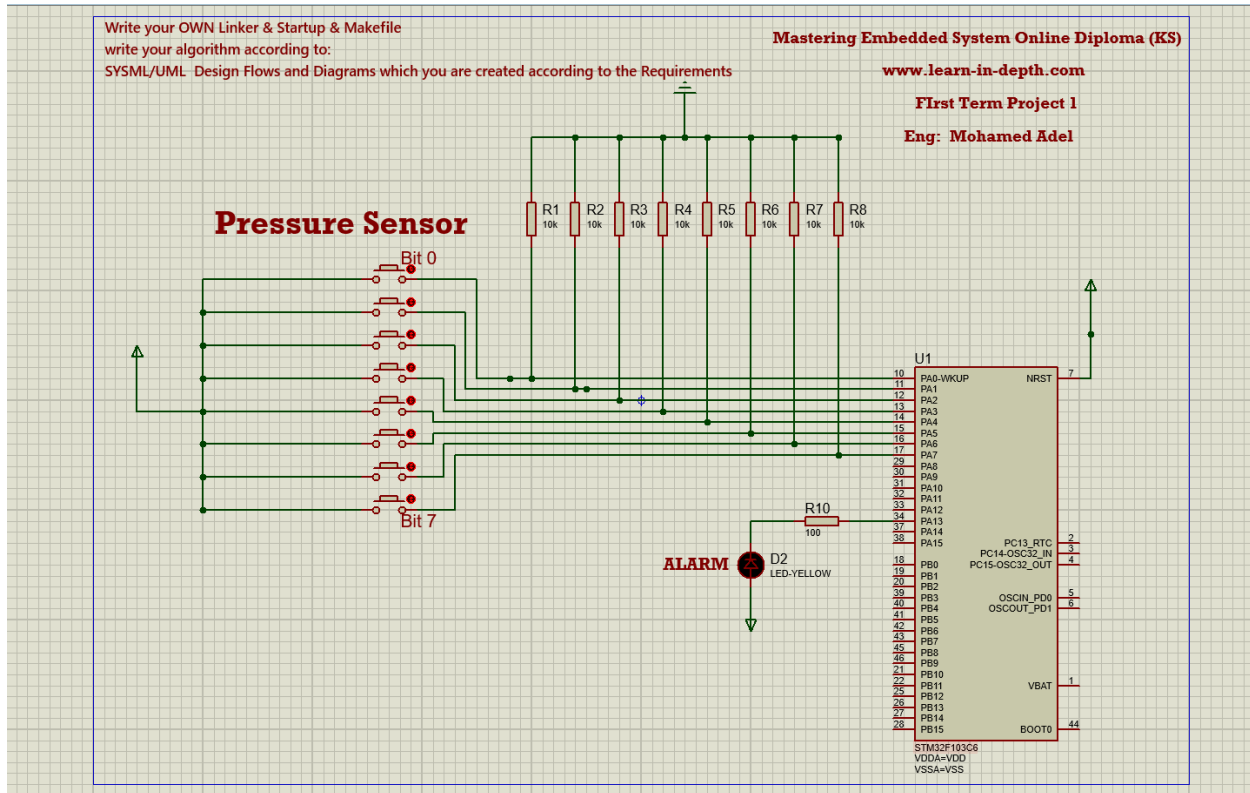 Write your OWN Linker & Startup & Makefile
write your algorithm according to:
SYSML/UML Design Flows and Diagrams which you are created according to the Requirements
Mastering Embedded System Online Diploma (KS)
www.learn-in-depth.com
FIrst Term Project 1
Eng: Mohamed Adel
Pressure Sensor
R1 R2 R3 R4 R5 R6 R7 R8
10k 10k 10k 10k 10k 10k 10k 10k
Bit 0
Bit 7
U1
10 PA0-WKUP NRST 7
11 PA1
12 PA2
13 PA3
14 PA4
15 PA5
16 PA6
17 PA7
29 PA8
30 PA9
31 PA10
32 PA11
33 PA12
34 PA13
37 PA14
38 PA15
PC13_RTC 2
PC14-OSC32_IN 3
PC15-OSC32_OUT 4
18 PB0
19 PB1
20 PB2
39 PB3
40 PB4
41 PB5
42 PB6
43 PB7
45 PB8
46 PB9
21 PB10
22 PB11
25 PB12
26 PB13
27 PB14
28 PB15
OSCIN_PD0 5
OSCOUT_PD1 6
VBAT 1
BOOT0 44
STM32F103C6
VDDA=VDD
VSSA=VSS
R10
100
ALARM
D2
LED-YELLOW